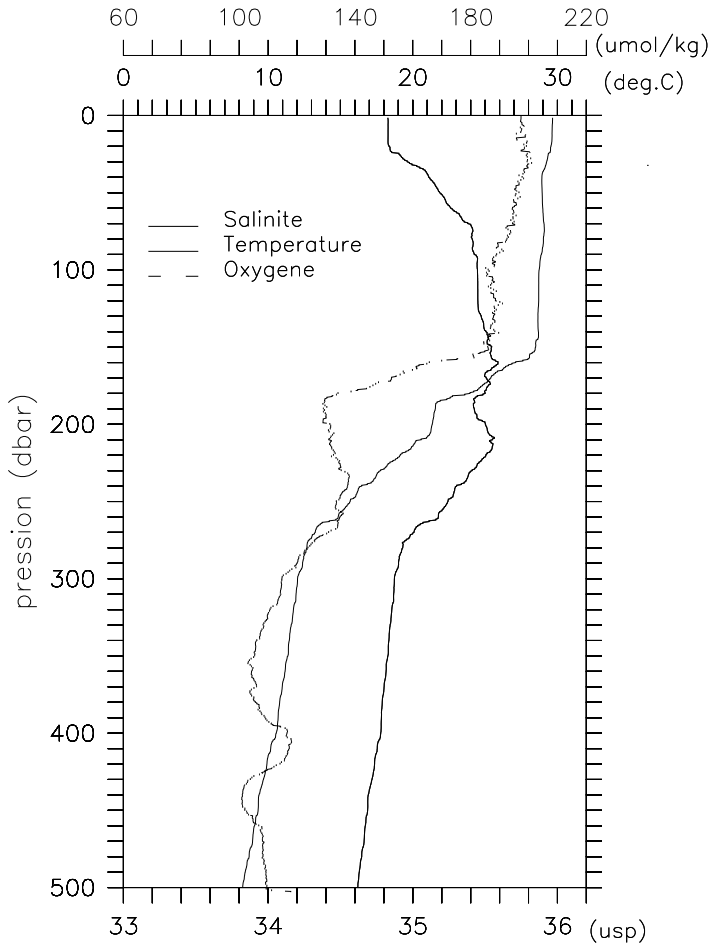 60 100 140 180 220
(umol/kg)
0 10 20 30
(deg.C)
0
Salinite
Temperature
Oxygene
100
200
300
400
500
pression (dbar)
33 34 35 36 (usp)